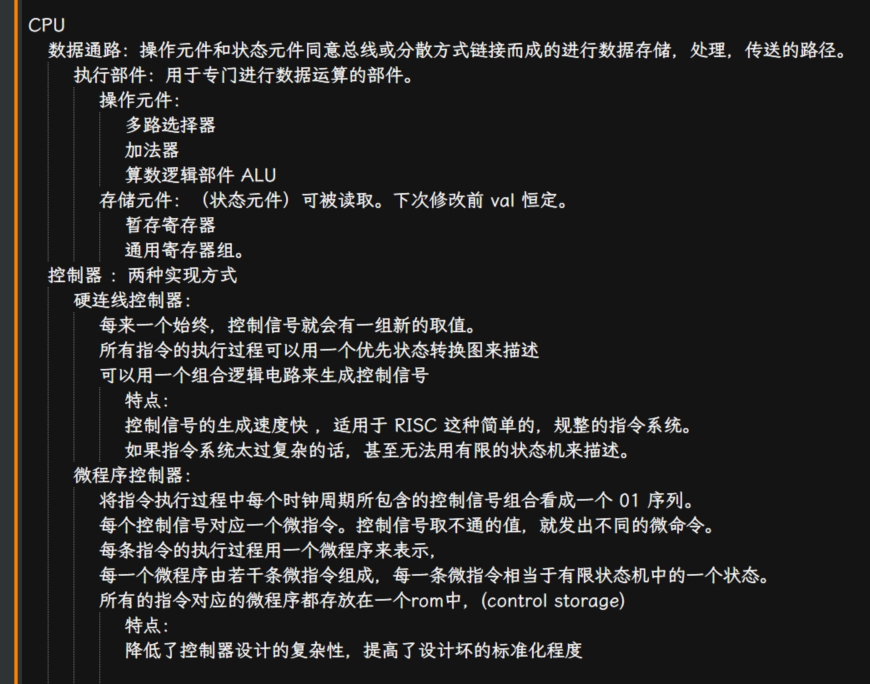 CPU
数据通路：操作元件和状态元件同意总线或分散方式链接而成的进行数据存储，处理，传送的路径。
执行部件：用于专门进行数据运算的部件。
操作元件：
多路选择器
加法器
算数逻辑部件 ALU
存储元件：（状态元件）可被读取。下次修改前 val 恒定。
暂存寄存器
通用寄存器组。
控制器 ：两种实现方式
硬连线控制器：
每来一个始终，控制信号就会有一组新的取值。
所有指令的执行过程可以用一个优先状态转换图来描述
可以用一个组合逻辑电路来生成控制信号
特点：
控制信号的生成速度快 ，适用于 RISC 这种简单的，规整的指令系统。
如果指令系统太过复杂的话，甚至无法用有限的状态机来描述。
微程序控制器：
将指令执行过程中每个时钟周期所包含的控制信号组合看成一个 01 序列。
每个控制信号对应一个微指令。控制信号取不通的值，就发出不同的微命令。
每条指令的执行过程用一个微程序来表示，
每一个微程序由若干条微指令组成，每一条微指令相当于有限状态机中的一个状态。
所有的指令对应的微程序都存放在一个rom中，(control storage)
特点：
降低了控制器设计的复杂性，提高了设计坏的标准化程度